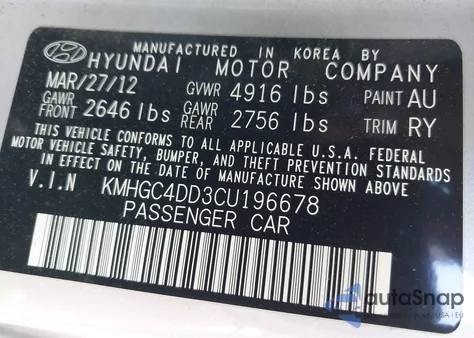 MANUFACTURED IN KOREA BY
HYUNDAI MOTOR COMPANY
MAR/27/12 GVWR 4916 lbs PAINT AU
GAWR FRONT 2646 lbs GAWR REAR 2756 lbs TRIM RY
THIS VEHICLE CONFORMS TO ALL APPLICABLE U.S.A. FEDERAL
MOTOR VEHICLE SAFETY, BUMPER, AND THEFT PREVENTION STANDARDS
IN EFFECT ON THE DATE OF MANUFACTURE SHOWN ABOVE
V.I.N KMHGC4DD3CU196678
PASSENGER CAR
autoSnap